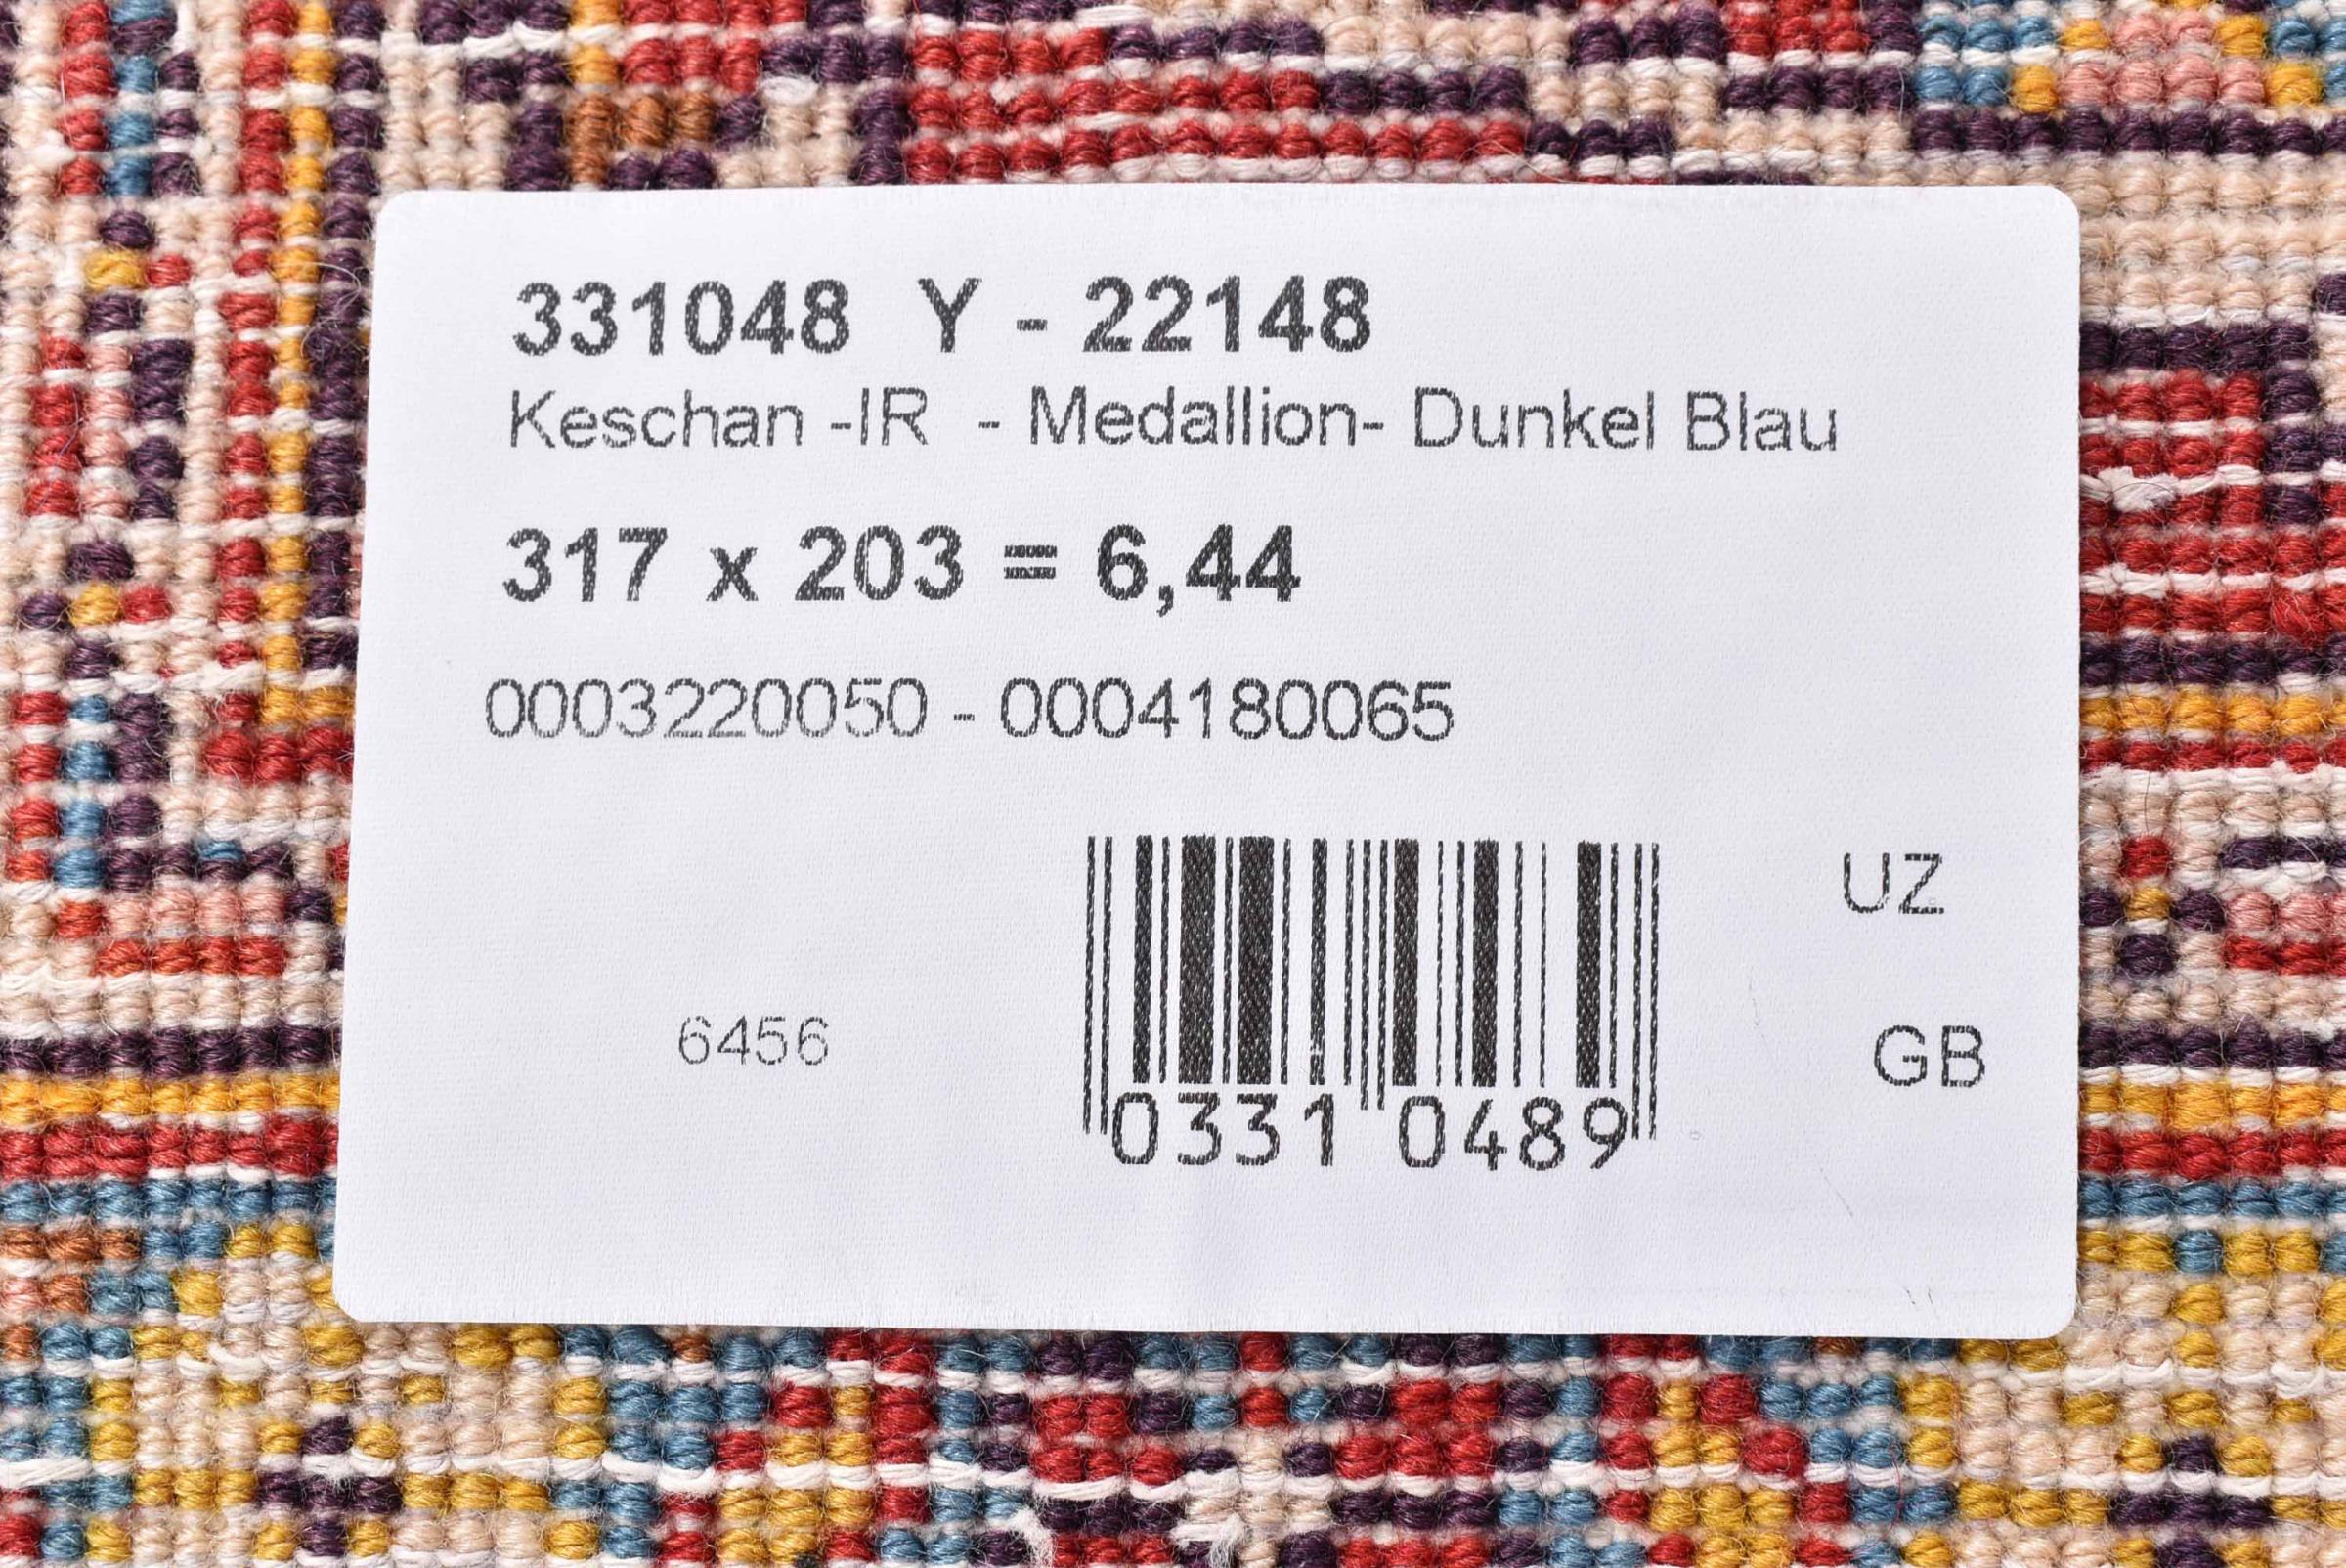 331048 Y - 22148
Keschan -IR - Medallion- Dunkel Blau
317 x 203 = 6,44
0003220050 - 0004180065
UZ
6456
GB
0331 0489